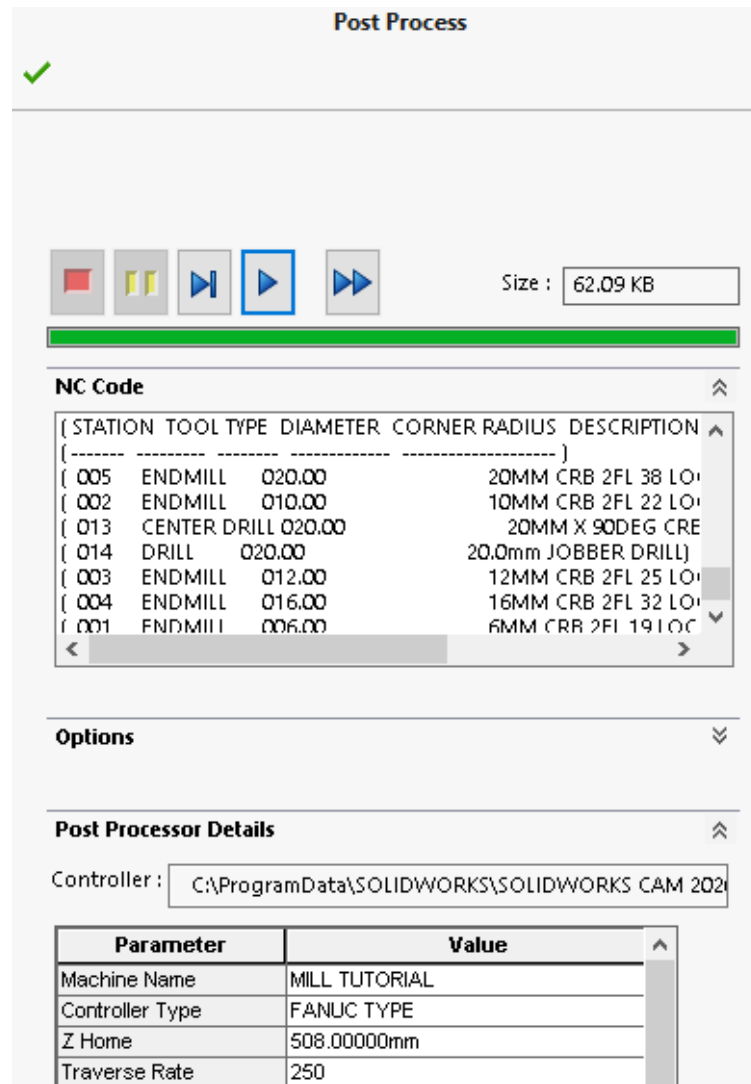 Post Process
Size : 62.09 KB
NC Code
( STATION TOOL TYPE DIAMETER CORNER RADIUS DESCRIPTION
(------- --------- -------- ------------- ------------------- )
( 005 ENDMILL 020.00 20MM CRB 2FL 38 LO
( 002 ENDMILL 010.00 10MM CRB 2FL 22 LO
( 013 CENTER DRILL 020.00 20MM X 90DEG CRE
( 014 DRILL 020.00 20.0mm JOBBER DRILL)
( 003 ENDMILL 012.00 12MM CRB 2FL 25 LO
( 004 ENDMILL 016.00 16MM CRB 2FL 32 LO
( 001 ENDMILL 006.00 6MM CRB 2FL 19 LOC
Options
Post Processor Details
Controller : C:\ProgramData\SOLIDWORKS\SOLIDWORKS CAM 202
Parameter Value
Machine Name MILL TUTORIAL
Controller Type FANUC TYPE
Z Home 508.00000mm
Traverse Rate 250